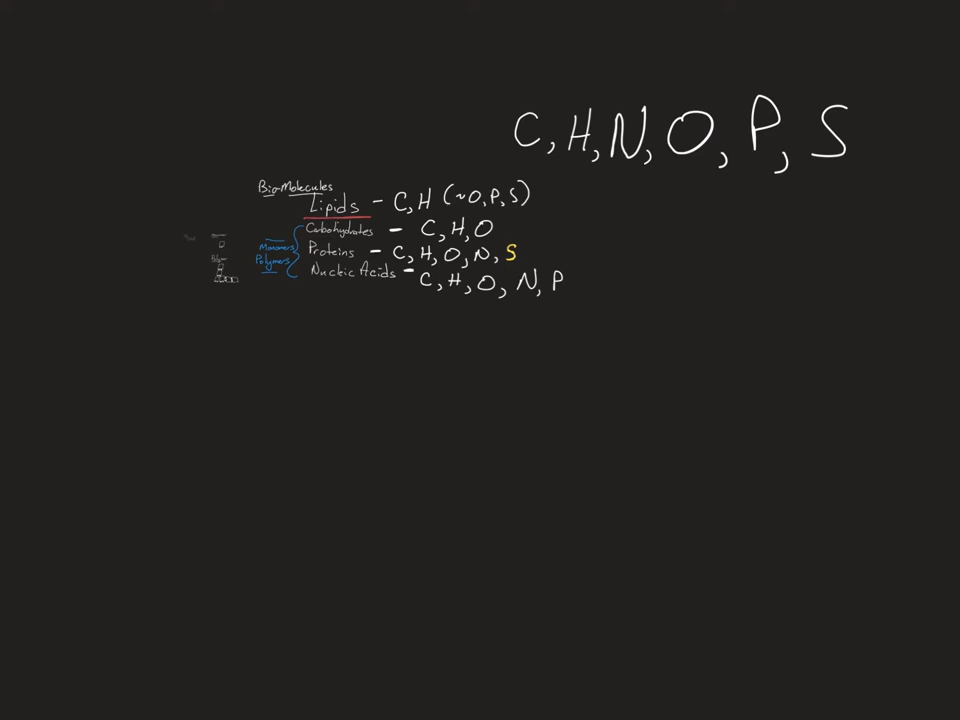 C, H, N, O, P, S
Bio Molecules
Lipids - C, H (~O, P, S)
Carbohydrates - C, H, O
Monomers
Proteins - C, H, O, N, S
Polymers
Nucleic Acids - C, H, O, N, P